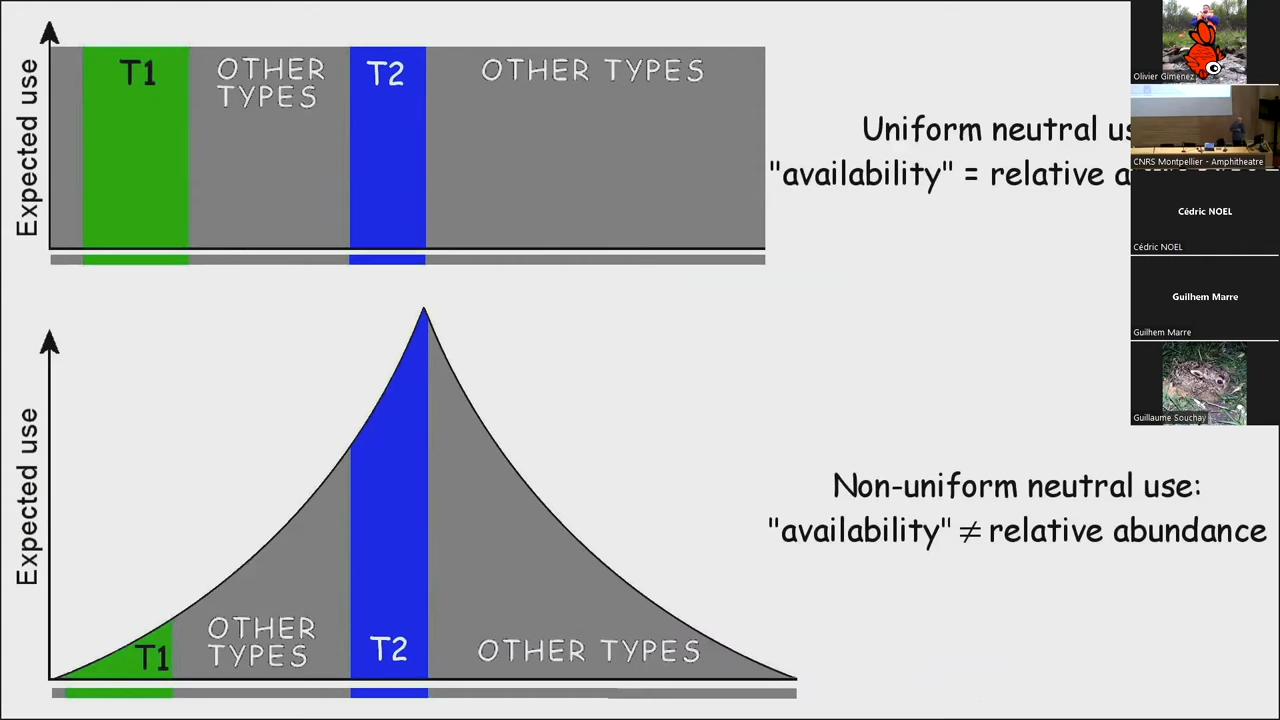 Expected use
T1
OTHER
TYPES
T2
OTHER TYPES
Uniform neutral
"availability" = relative
Olivier Gimenez
CNRS Montpellier - Amphitheatre
Cédric NOEL
Cédric NOEL
Guilhem Marre
Guilhem Marre
Guillaume Souchay
Expected use
T1
OTHER
TYPES
T2
OTHER TYPES
Non-uniform neutral use:
"availability" ≠ relative abundance